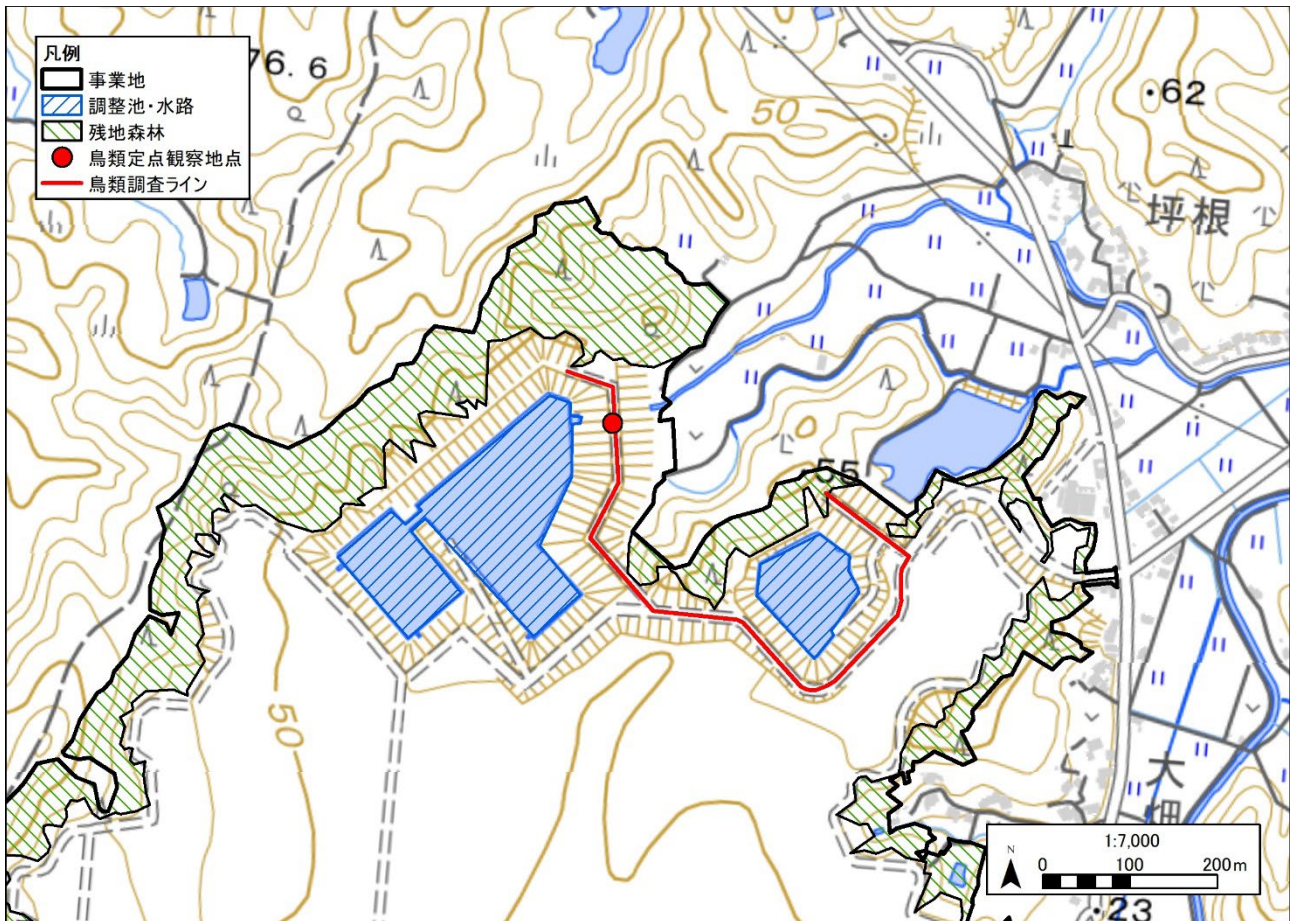 凡例
事業地
調整池・水路
残地森林
鳥類定点観察地点
鳥類調査ライン
76.6
50
62
坪根
55
50
大畑
1:7,000
N
0 100 200m
23